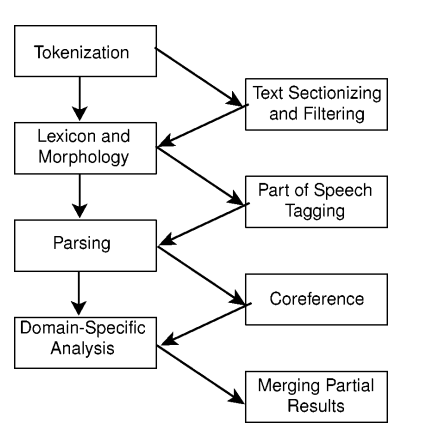 Tokenization
Text Sectionizing
and Filtering
Lexicon and
Morphology
Part of Speech
Tagging
Parsing
Coreference
Domain-Specific
Analysis
Merging Partial
Results